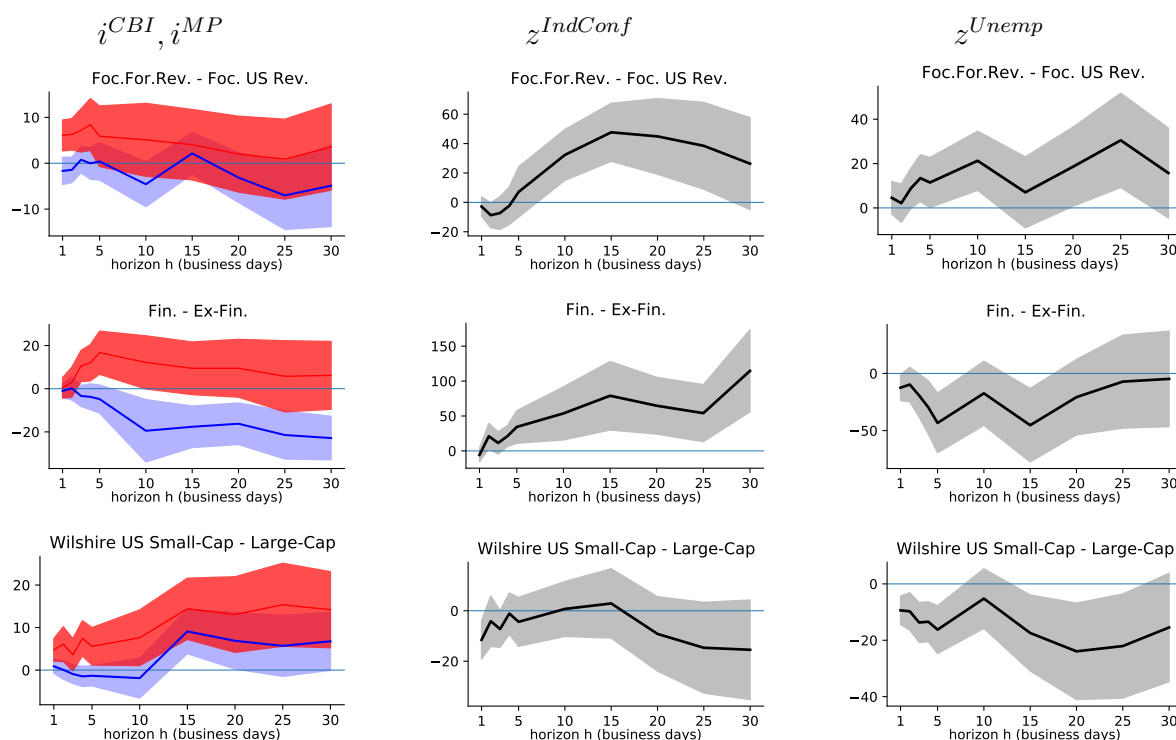 i^{CBI}, i^{MP}
z^{IndConf}
z^{Unemp}
Foc.For.Rev. - Foc. US Rev.
10
0
−10
1 5 10 15 20 25 30
horizon h (business days)
Foc.For.Rev. - Foc. US Rev.
60
40
20
0
−20
1 5 10 15 20 25 30
horizon h (business days)
Foc.For.Rev. - Foc. US Rev.
40
20
0
1 5 10 15 20 25 30
horizon h (business days)
Fin. - Ex-Fin.
20
0
−20
1 5 10 15 20 25 30
horizon h (business days)
Fin. - Ex-Fin.
150
100
50
0
1 5 10 15 20 25 30
horizon h (business days)
Fin. - Ex-Fin.
0
−50
1 5 10 15 20 25 30
horizon h (business days)
Wilshire US Small-Cap - Large-Cap
20
10
0
1 5 10 15 20 25 30
horizon h (business days)
Wilshire US Small-Cap - Large-Cap
0
−20
1 5 10 15 20 25 30
horizon h (business days)
Wilshire US Small-Cap - Large-Cap
0
−20
−40
1 5 10 15 20 25 30
horizon h (business days)